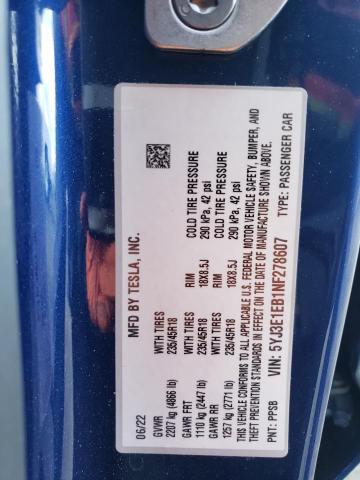 MFD BY TESLA, INC.
06/22
GVWR WITH TIRES RIM COLD TIRE PRESSURE
2207 kg (4866 lb) 235/45R18 18X8.5J 290 kPa, 42 psi
GAWR FRT WITH TIRES RIM COLD TIRE PRESSURE
1110 kg (2447 lb) 235/45R18 18X8.5J 290 kPa, 42 psi
GAWR RR
1257 kg (2771 lb)
THIS VEHICLE CONFORMS TO ALL APPLICABLE U.S. FEDERAL MOTOR VEHICLE SAFETY, BUMPER, AND
THEFT PREVENTION STANDARDS IN EFFECT ON THE DATE OF MANUFACTURE SHOWN ABOVE.
PNT: PPSB VIN: 5YJ3E1EB1NF278607 TYPE: PASSENGER CAR